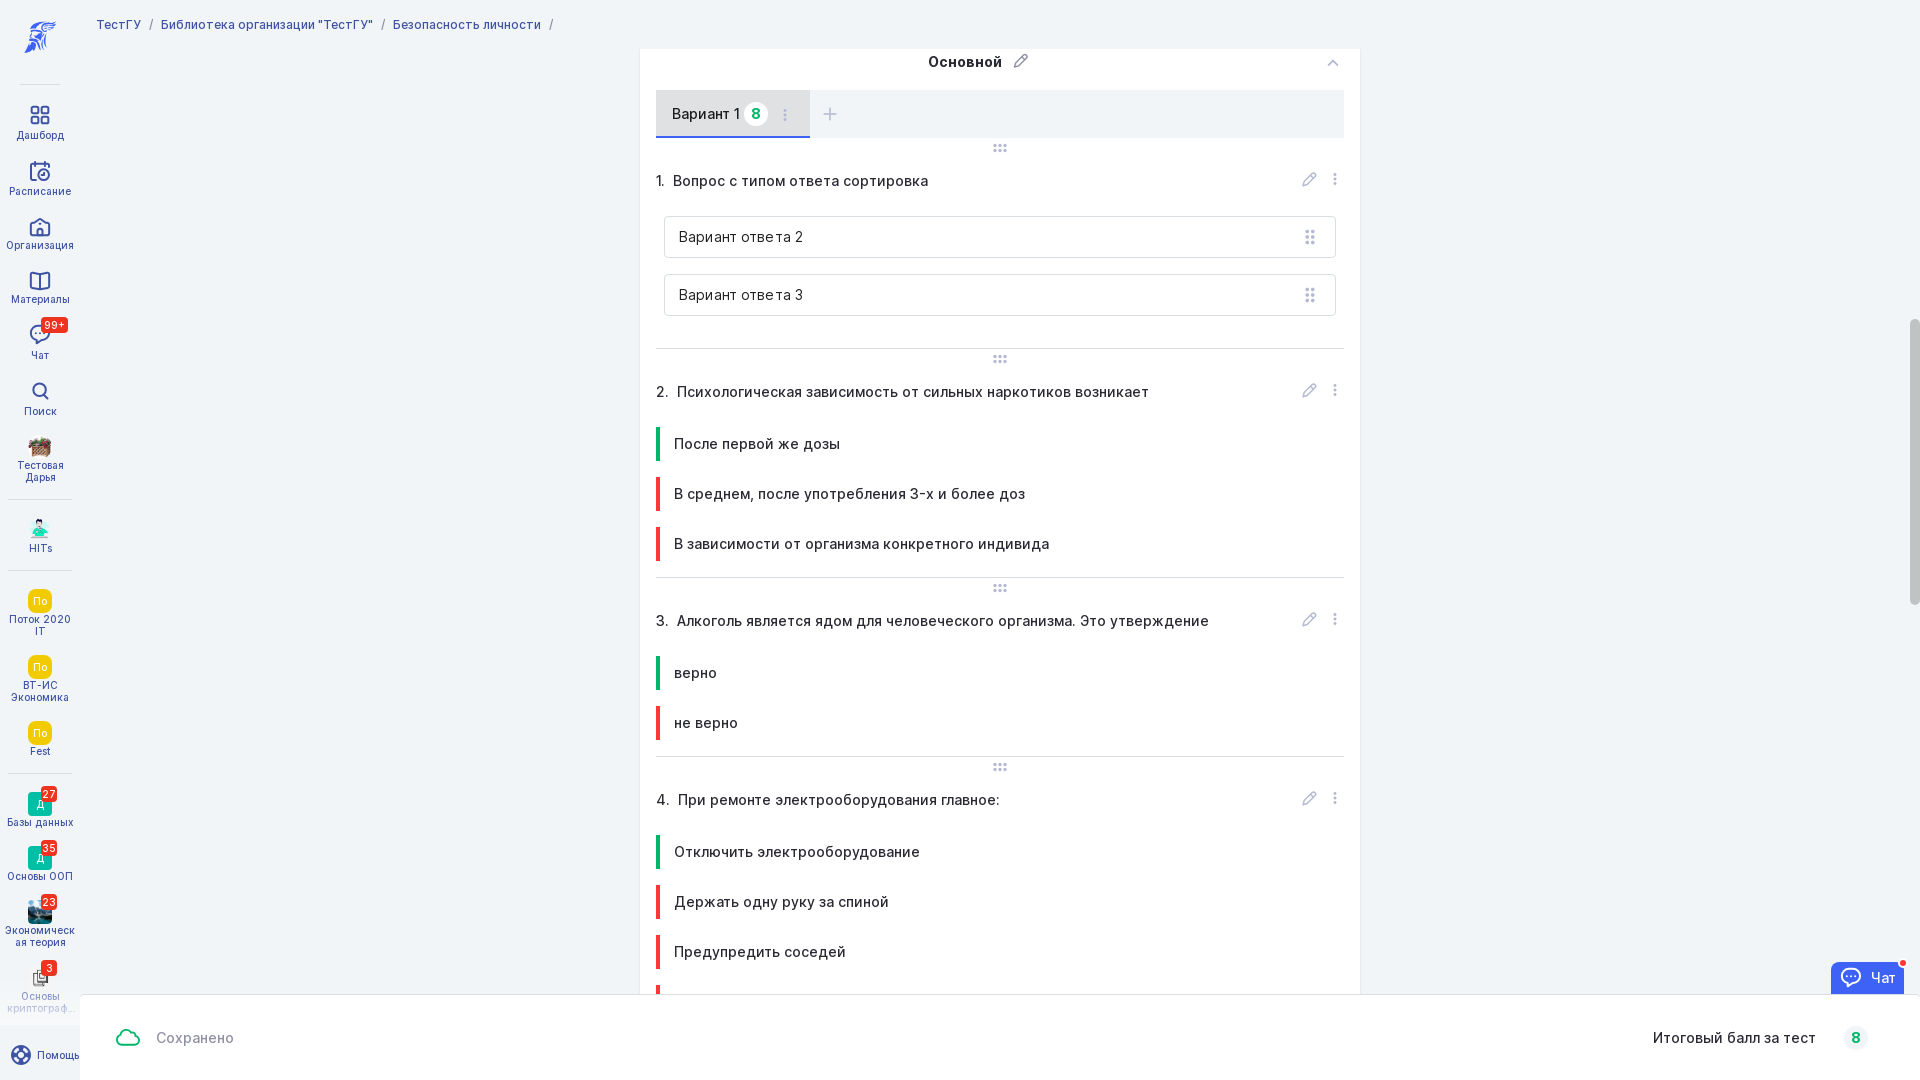 ТестГУ / Библиотека организации "ТестГУ" / Безопасность личности /
Дашборд
Расписание
Организация
Материалы
99+
Чат
Поиск
Тестовая
Дарья
HITs
По
Поток 2020
IT
По
ВТ-ИС
Экономика
По
Fest
27
Д
Базы данных
35
Д
Основы ООП
23
Экономическ
ая теория
3
Основы
криптограф...
Помощь
Основной
Вариант 1 8
1. Вопрос с типом ответа сортировка
Вариант ответа 2
Вариант ответа 3
2. Психологическая зависимость от сильных наркотиков возникает
После первой же дозы
В среднем, после употребления 3-х и более доз
В зависимости от организма конкретного индивида
3. Алкоголь является ядом для человеческого организма. Это утверждение
верно
не верно
4. При ремонте электрооборудования главное:
Отключить электрооборудование
Держать одну руку за спиной
Предупредить соседей
Чат
Сохранено
Итоговый балл за тест 8